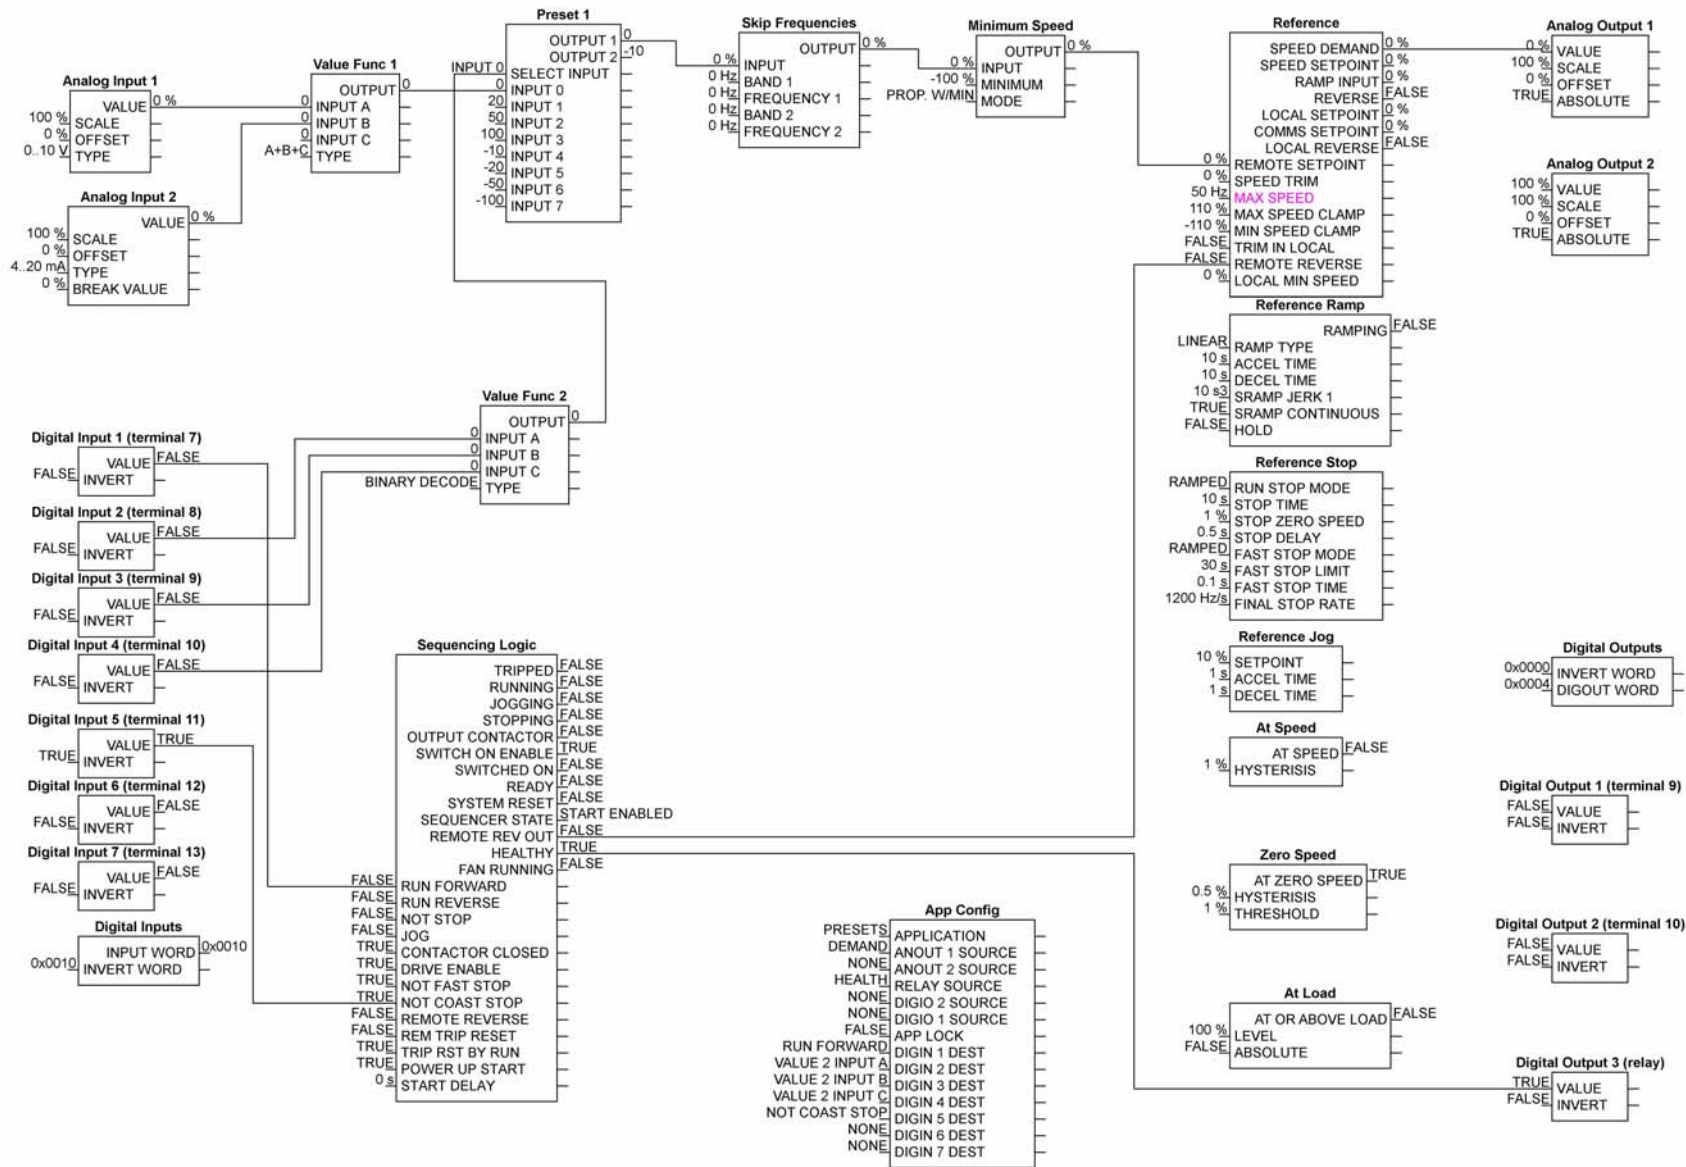 Analog Input 1
VALUE 0 %
100 % SCALE
0 % OFFSET
0..10 V TYPE
Analog Input 2
VALUE 0 %
100 % SCALE
0 % OFFSET
4..20 mA TYPE
0 % BREAK VALUE
Value Func 1
OUTPUT 0
0 INPUT A
0 INPUT B
0 INPUT C
A+B+C TYPE
Preset 1
OUTPUT 1 0
OUTPUT 2 -10
INPUT 0 SELECT INPUT
0 INPUT 0
20 INPUT 1
50 INPUT 2
100 INPUT 3
-10 INPUT 4
-20 INPUT 5
-50 INPUT 6
-100 INPUT 7
Skip Frequencies
OUTPUT 0 %
0 % INPUT
0 Hz BAND 1
0 Hz FREQUENCY 1
0 Hz BAND 2
0 Hz FREQUENCY 2
Minimum Speed
OUTPUT 0 %
0 % INPUT
-100 % MINIMUM
PROP. W/MIN MODE
Reference
SPEED DEMAND 0 %
SPEED SETPOINT 0 %
RAMP INPUT 0 %
REVERSE FALSE
LOCAL SETPOINT 0 %
COMMS SETPOINT 0 %
LOCAL REVERSE FALSE
0 % REMOTE SETPOINT
0 % SPEED TRIM
50 Hz MAX SPEED
110 % MAX SPEED CLAMP
-110 % MIN SPEED CLAMP
FALSE TRIM IN LOCAL
FALSE REMOTE REVERSE
0 % LOCAL MIN SPEED
Analog Output 1
0 % VALUE
100 % SCALE
0 % OFFSET
TRUE ABSOLUTE
Analog Output 2
100 % VALUE
100 % SCALE
0 % OFFSET
TRUE ABSOLUTE
Reference Ramp
RAMPING FALSE
LINEAR RAMP TYPE
10 s ACCEL TIME
10 s DECEL TIME
10 s3 SRAMP JERK 1
TRUE SRAMP CONTINUOUS
FALSE HOLD
Value Func 2
OUTPUT 0
0 INPUT A
0 INPUT B
0 INPUT C
BINARY DECODE TYPE
Digital Input 1 (terminal 7)
VALUE FALSE
FALSE INVERT
Digital Input 2 (terminal 8)
VALUE FALSE
FALSE INVERT
Digital Input 3 (terminal 9)
VALUE FALSE
FALSE INVERT
Digital Input 4 (terminal 10)
VALUE FALSE
FALSE INVERT
Digital Input 5 (terminal 11)
VALUE TRUE
TRUE INVERT
Digital Input 6 (terminal 12)
VALUE FALSE
FALSE INVERT
Digital Input 7 (terminal 13)
VALUE FALSE
FALSE INVERT
Digital Inputs
INPUT WORD 0x0010
0x0010 INVERT WORD
Sequencing Logic
TRIPPED FALSE
RUNNING FALSE
JOGGING FALSE
STOPPING FALSE
OUTPUT CONTACTOR FALSE
SWITCH ON ENABLE TRUE
SWITCHED ON FALSE
READY FALSE
SYSTEM RESET FALSE
SEQUENCER STATE START ENABLED
REMOTE REV OUT FALSE
HEALTHY TRUE
FAN RUNNING FALSE
FALSE RUN FORWARD
FALSE RUN REVERSE
FALSE NOT STOP
FALSE JOG
TRUE CONTACTOR CLOSED
TRUE DRIVE ENABLE
TRUE NOT FAST STOP
TRUE NOT COAST STOP
FALSE REMOTE REVERSE
FALSE REM TRIP RESET
TRUE TRIP RST BY RUN
TRUE POWER UP START
0 s START DELAY
Reference Stop
RAMPED RUN STOP MODE
10 s STOP TIME
1 % STOP ZERO SPEED
0.5 s STOP DELAY
RAMPED FAST STOP MODE
30 s FAST STOP LIMIT
0.1 s FAST STOP TIME
1200 Hz/s FINAL STOP RATE
Reference Jog
10 % SETPOINT
1 s ACCEL TIME
1 s DECEL TIME
At Speed
AT SPEED FALSE
1 % HYSTERISIS
Zero Speed
AT ZERO SPEED TRUE
0.5 % HYSTERISIS
1 % THRESHOLD
At Load
AT OR ABOVE LOAD FALSE
100 % LEVEL
FALSE ABSOLUTE
App Config
PRESETS APPLICATION
DEMAND ANOUT 1 SOURCE
NONE ANOUT 2 SOURCE
HEALTH RELAY SOURCE
NONE DIGIO 2 SOURCE
NONE DIGIO 1 SOURCE
FALSE APP LOCK
RUN FORWARD DIGIN 1 DEST
VALUE 2 INPUT A DIGIN 2 DEST
VALUE 2 INPUT B DIGIN 3 DEST
VALUE 2 INPUT C DIGIN 4 DEST
NOT COAST STOP DIGIN 5 DEST
NONE DIGIN 6 DEST
NONE DIGIN 7 DEST
Digital Outputs
0x0000 INVERT WORD
0x0004 DIGOUT WORD
Digital Output 1 (terminal 9)
FALSE VALUE
FALSE INVERT
Digital Output 2 (terminal 10)
FALSE VALUE
FALSE INVERT
Digital Output 3 (relay)
TRUE VALUE
FALSE INVERT